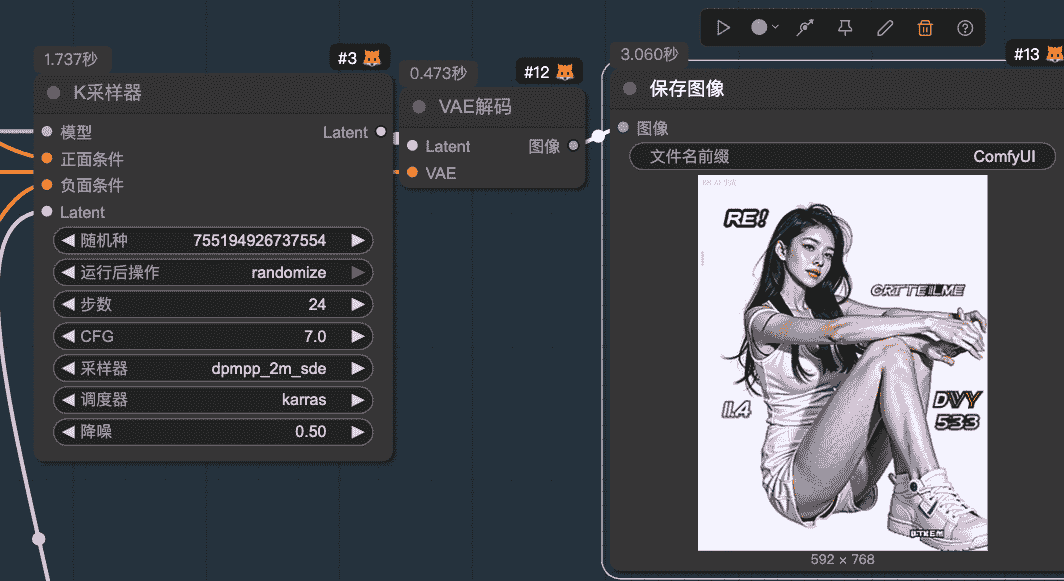 1.737秒
#3
K采样器
模型
Latent
正面条件
负面条件
Latent
随机种 755194926737554
运行后操作 randomize
步数 24
CFG 7.0
采样器 dpmpp_2m_sde
调度器 karras
降噪 0.50
0.473秒
#12
VAE解码
Latent
图像
VAE
3.060秒
#13
保存图像
图像
文件名前缀 ComfyUI
RE!
CRTTEILME
11.4
DVY
533
592 × 768